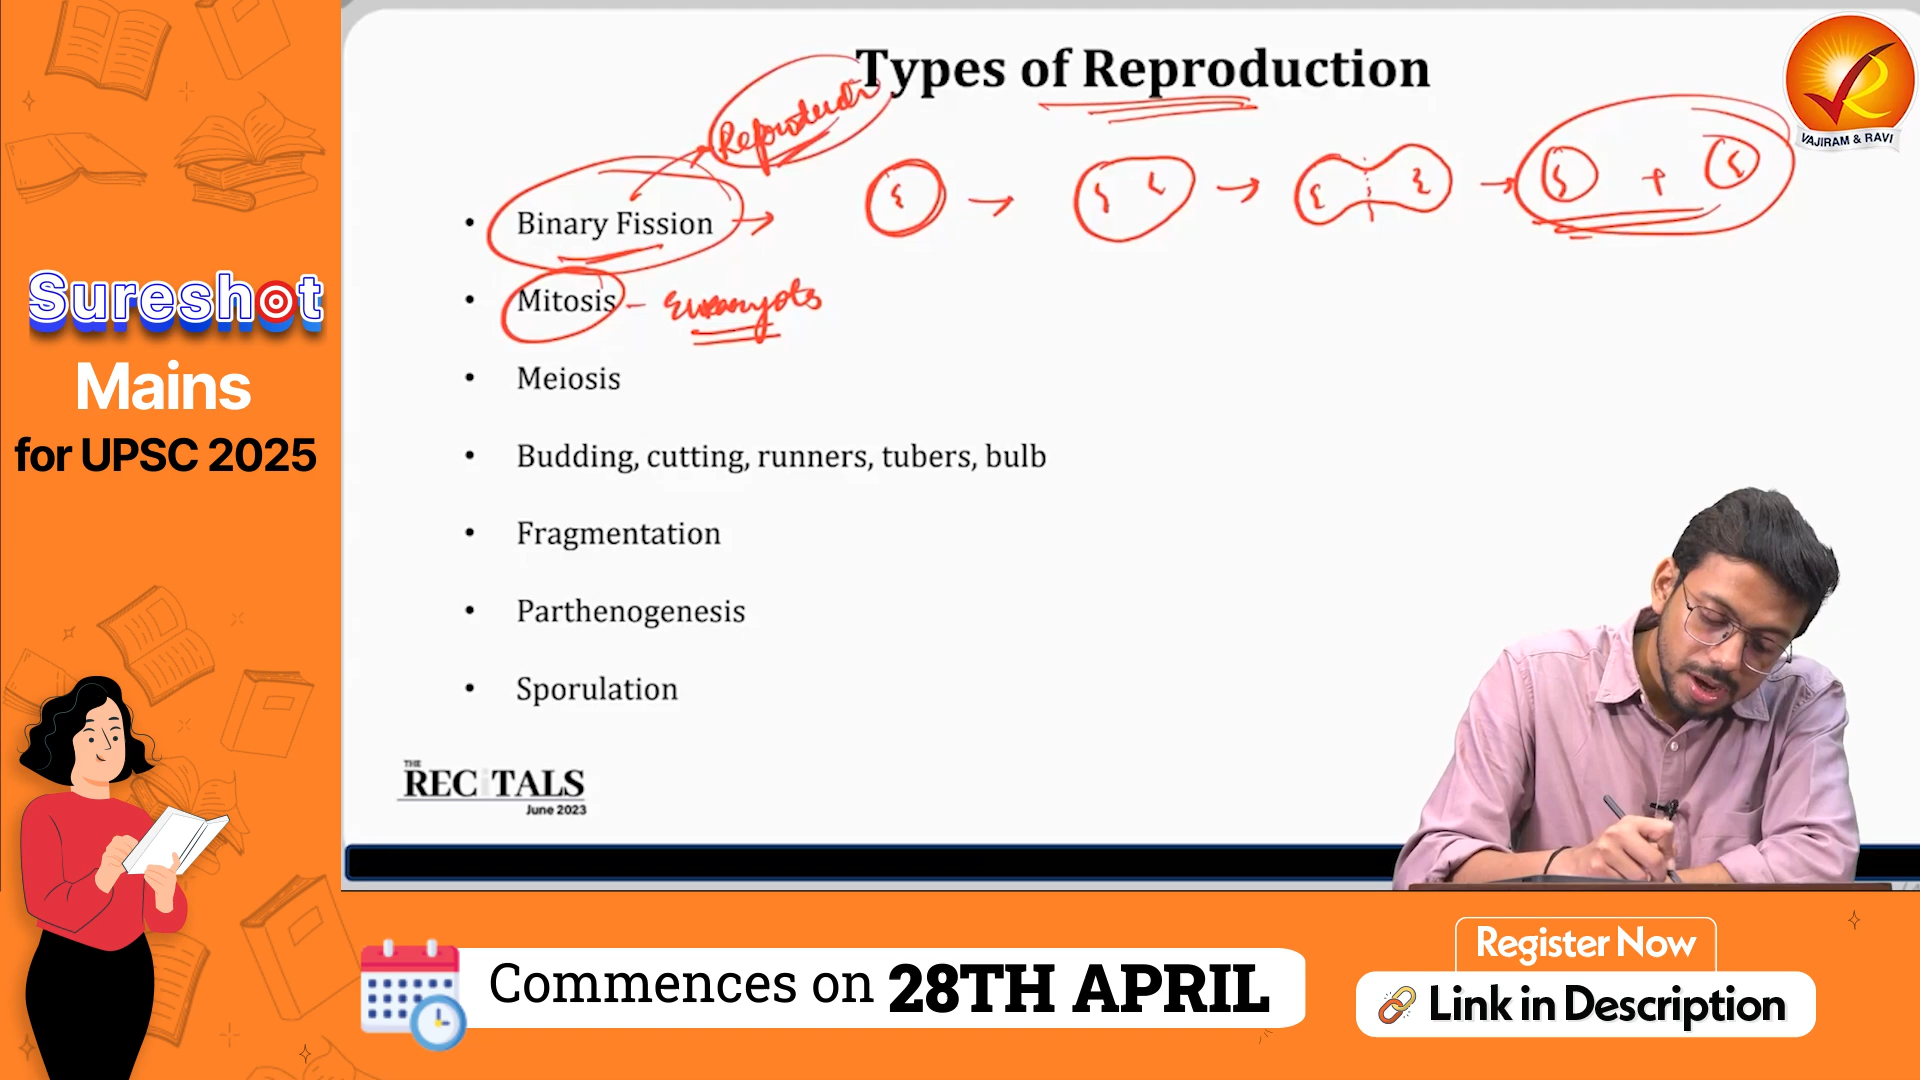 Types of Reproduction
Reproduction
VAJIRAM & RAVI
• Binary Fission →
• Mitosis – Eukaryots
• Meiosis
• Budding, cutting, runners, tubers, bulb
• Fragmentation
• Parthenogenesis
• Sporulation
THE
RECiTALS
June 2023
Sureshot
Mains
for UPSC 2025
Commences on 28TH APRIL
Register Now
Link in Description